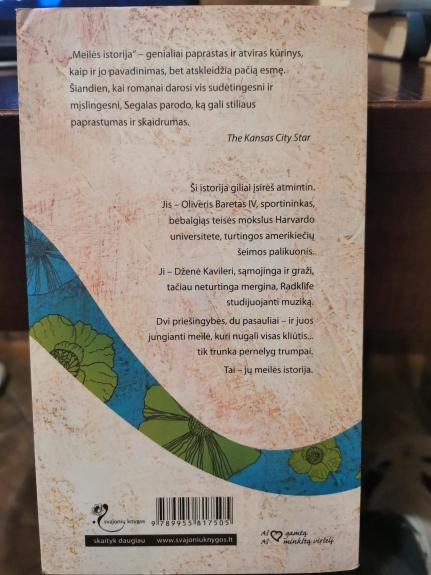 „Meilės istorija“ – genialiai paprastas ir atviras kūrinys,
kaip ir jo pavadinimas, bet atskleidžia pačią esmę.
Šiandien, kai romanai darosi vis sudėtingesni ir
mįslingesni, Segalas parodo, ką gali stiliaus
paprastumas ir skaidrumas.
The Kansas City Star
Ši istorija giliai įsirėš atmintin.
Jis – Oliveris Baretas IV, sportininkas,
bebaigiąs teisės mokslus Harvardo
universitete, turtingos amerikiečių
šeimos palikuonis.
Ji – Dženė Kavileri, sąmojinga ir graži,
tačiau neturtinga mergina, Radklife
studijuojanti muziką.
Dvi priešingybės, du pasauliai – ir juos
jungianti meilė, kuri nugali visas kliūtis...
tik trunka pernelyg trumpai.
Tai – jų meilės istorija.
svajonių knygos
9 789955 817505
skaityk daugiau www.svajoniuknygos.lt
Aš gamtą
Aš minkštą viršelį